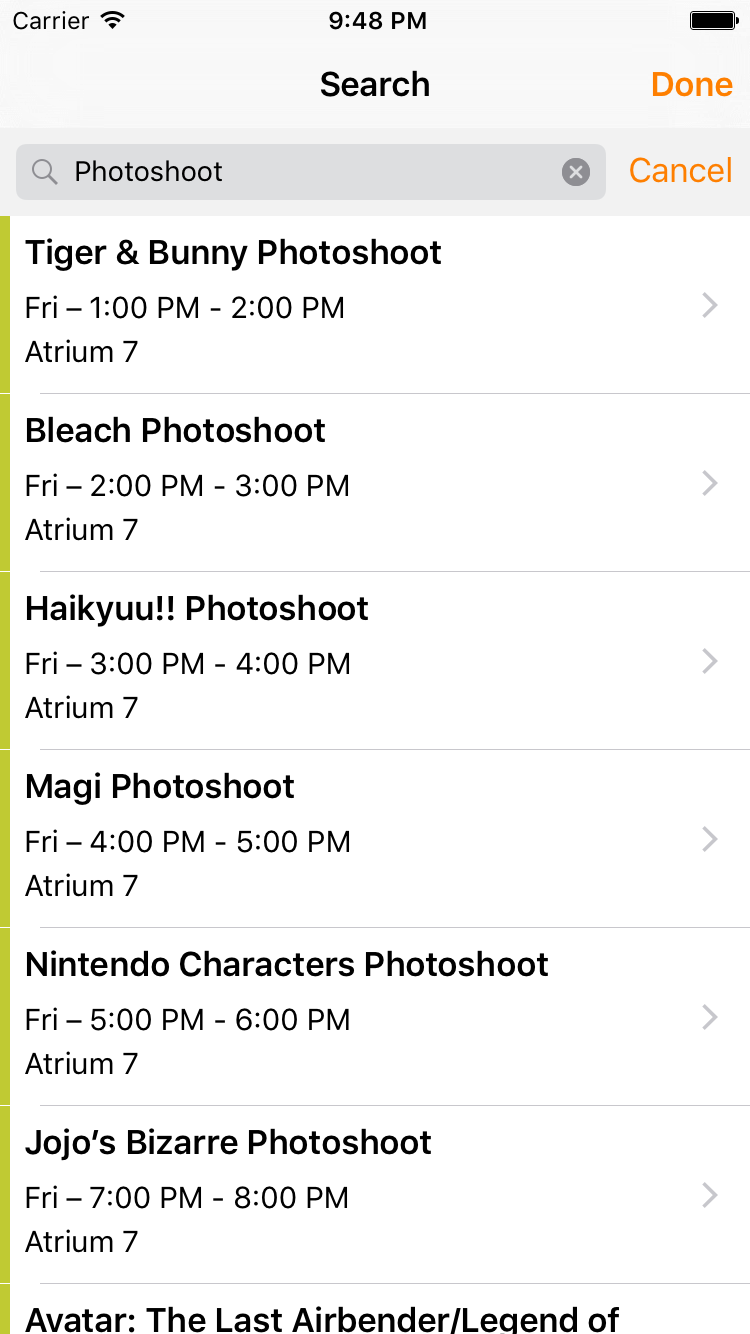 Carrier 9:48 PM
Search Done
Photoshoot Cancel
Tiger & Bunny Photoshoot
Fri – 1:00 PM - 2:00 PM
Atrium 7
Bleach Photoshoot
Fri – 2:00 PM - 3:00 PM
Atrium 7
Haikyuu!! Photoshoot
Fri – 3:00 PM - 4:00 PM
Atrium 7
Magi Photoshoot
Fri – 4:00 PM - 5:00 PM
Atrium 7
Nintendo Characters Photoshoot
Fri – 5:00 PM - 6:00 PM
Atrium 7
Jojo’s Bizarre Photoshoot
Fri – 7:00 PM - 8:00 PM
Atrium 7
Avatar: The Last Airbender/Legend of